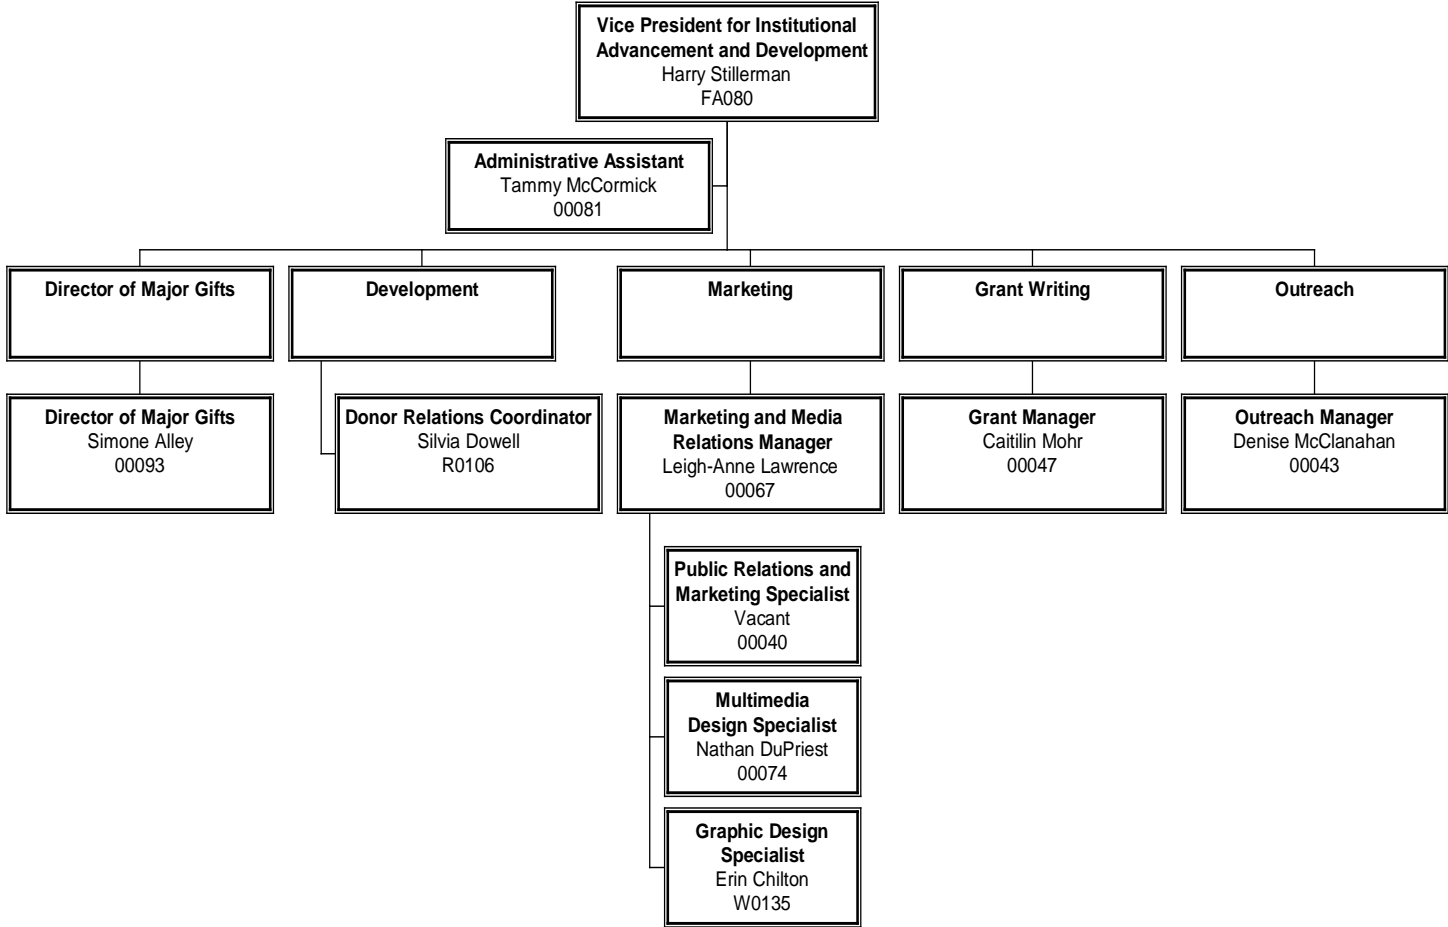 Vice President for Institutional
Advancement and Development
Harry Stillerman
FA080
Administrative Assistant
Tammy McCormick
00081
Director of Major Gifts
Development
Marketing
Grant Writing
Outreach
Director of Major Gifts
Simone Alley
00093
Donor Relations Coordinator
Silvia Dowell
R0106
Marketing and Media
Relations Manager
Leigh-Anne Lawrence
00067
Grant Manager
Caitilin Mohr
00047
Outreach Manager
Denise McClanahan
00043
Public Relations and
Marketing Specialist
Vacant
00040
Multimedia
Design Specialist
Nathan DuPriest
00074
Graphic Design
Specialist
Erin Chilton
W0135